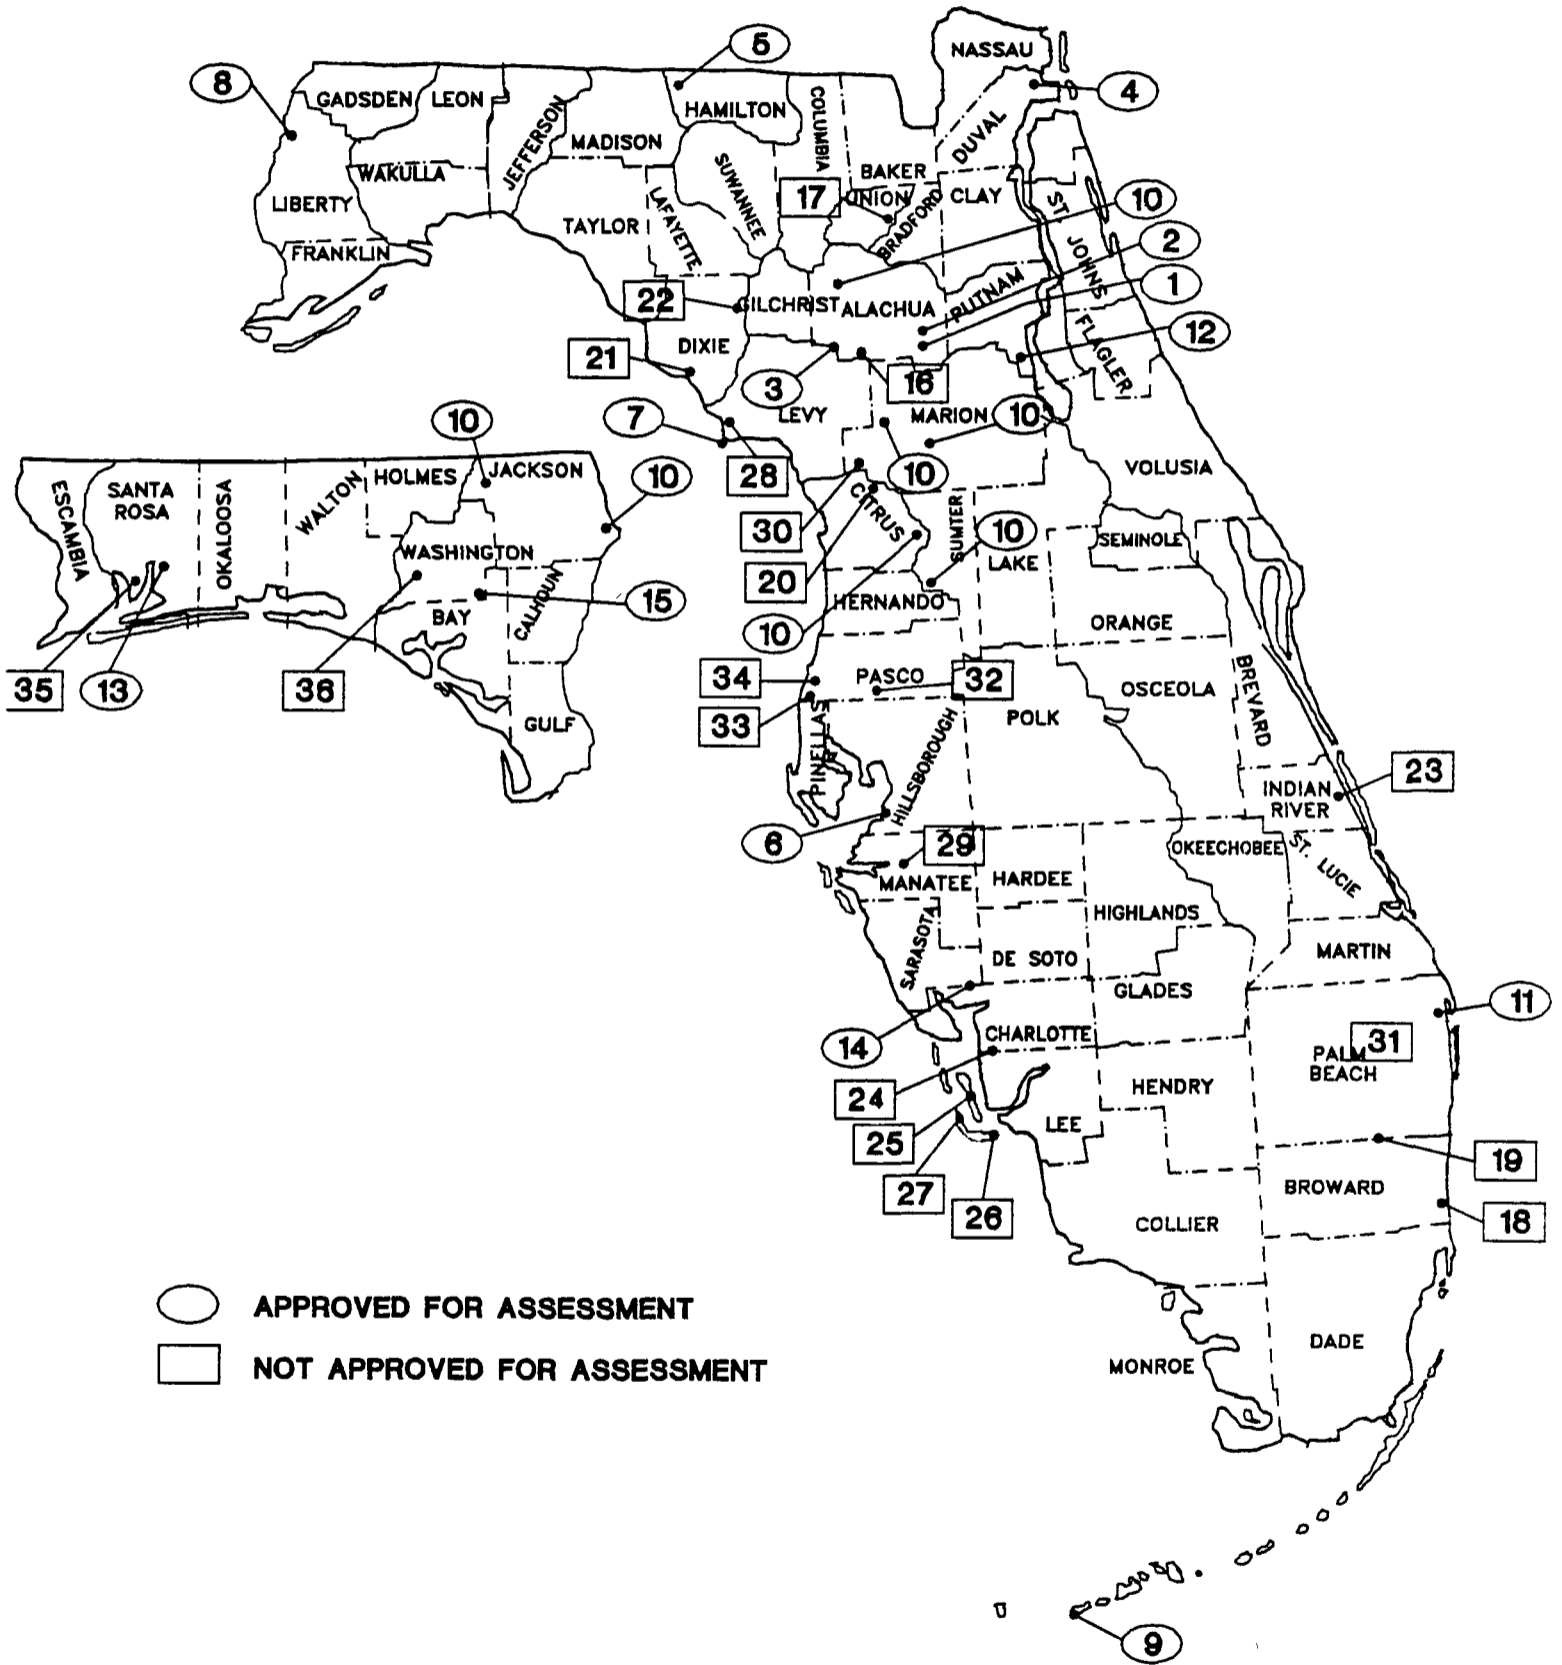 NASSAU
5
8
4
GADSDEN
LEON
HAMILTON
COLUMBIA
JEFFERSON
MADISON
DUVAL
BAKER
WAKULLA
SUWANNEE
17
UNION
BRADFORD
CLAY
10
LIBERTY
LAFAYETTE
ST.
JOHNS
TAYLOR
2
FRANKLIN
1
22
GILCHRIST
ALACHUA
PUTNAM
12
DIXIE
FLAGLER
21
3
16
LEVY
MARION
10
7
10
VOLUSIA
28
10
HOLMES
JACKSON
10
ESCAMBIA
SANTA
ROSA
OKALOOSA
WALTON
CITRUS
SUMTER
30
10
SEMINOLE
WASHINGTON
LAKE
20
CALHOUN
15
HERNANDO
BAY
ORANGE
10
34
PASCO
32
35
13
36
OSCEOLA
BREVARD
33
POLK
GULF
PINELLAS
HILLSBOROUGH
23
INDIAN
RIVER
6
29
OKEECHOBEE
ST. LUCIE
MANATEE
HARDEE
HIGHLANDS
SARASOTA
DE SOTO
MARTIN
GLADES
11
14
CHARLOTTE
31
PALM
BEACH
24
HENDRY
25
LEE
19
27
BROWARD
26
18
COLLIER
APPROVED FOR ASSESSMENT
DADE
NOT APPROVED FOR ASSESSMENT
MONROE
9